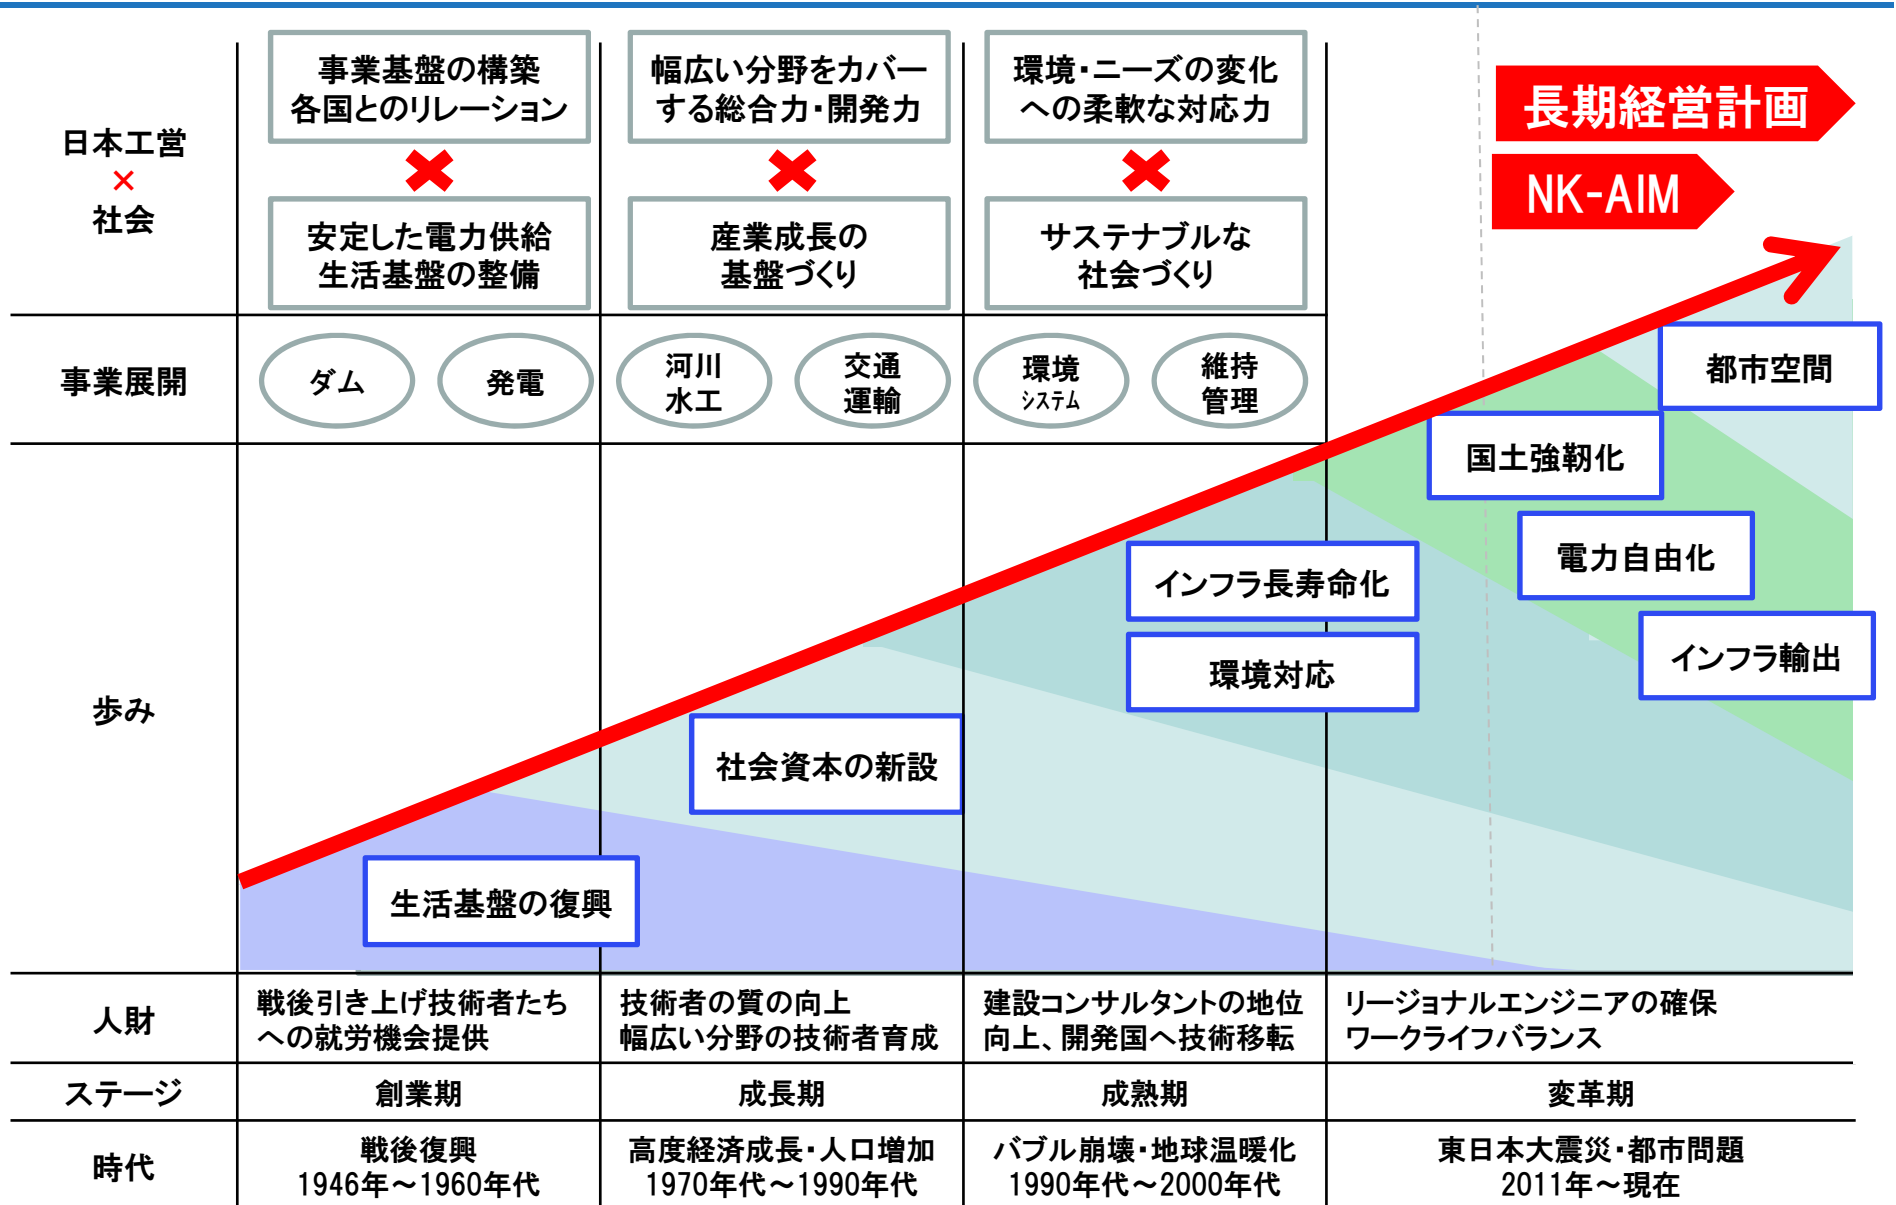 日本工営
×
社会
事業基盤の構築
各国とのリレーション
安定した電力供給
生活基盤の整備
幅広い分野をカバー
する総合力・開発力
産業成長の
基盤づくり
環境・ニーズの変化
への柔軟な対応力
サステナブルな
社会づくり
長期経営計画
NK-AIM
事業展開
ダム
発電
河川
水工
交通
運輸
環境
ｼｽﾃﾑ
維持
管理
都市空間
国土強靭化
電力自由化
インフラ輸出
インフラ長寿命化
環境対応
歩み
社会資本の新設
生活基盤の復興
人財
戦後引き上げ技術者たち
への就労機会提供
技術者の質の向上
幅広い分野の技術者育成
建設コンサルタントの地位
向上、開発国へ技術移転
リージョナルエンジニアの確保
ワークライフバランス
ステージ
創業期
成長期
成熟期
変革期
時代
戦後復興
1946年～1960年代
高度経済成長・人口増加
1970年代～1990年代
バブル崩壊・地球温暖化
1990年代～2000年代
東日本大震災・都市問題
2011年～現在